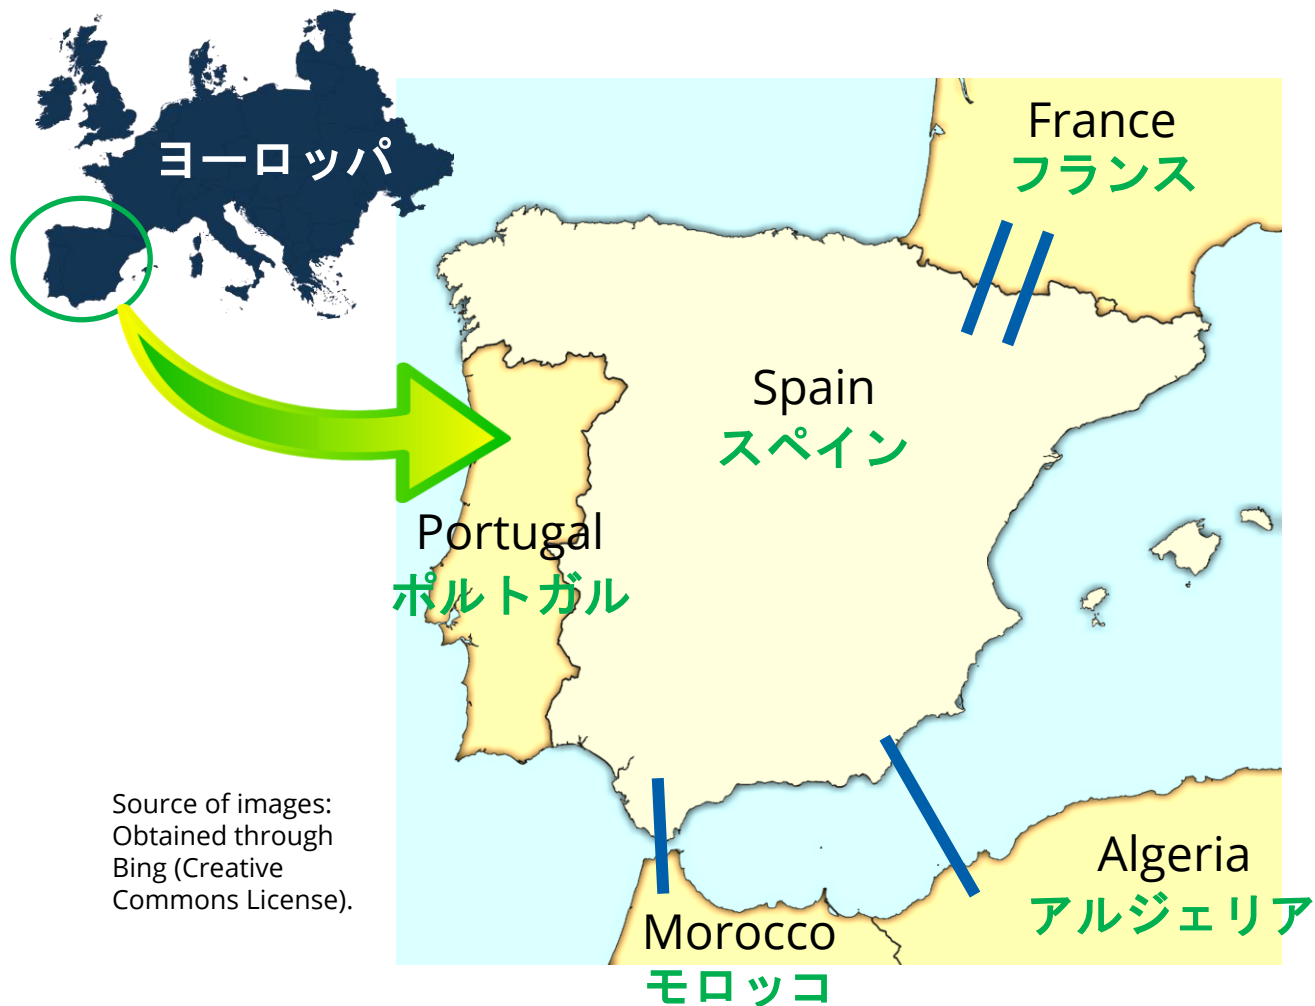 ヨーロッパ
France
フランス
Spain
スペイン
Portugal
ポルトガル
Source of images:
Obtained through
Bing (Creative
Commons License).
Algeria
アルジェリア
Morocco
モロッコ